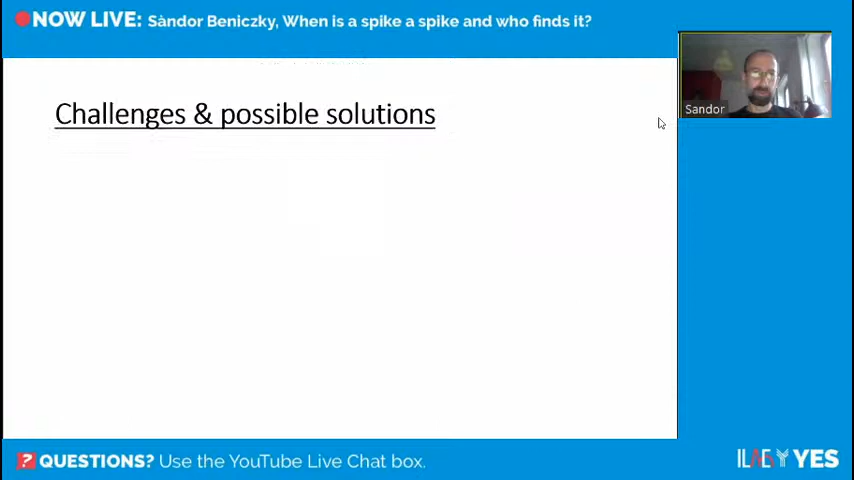 NOW LIVE: Sàndor Beniczky, When is a spike a spike and who finds it?
Sandor
Challenges & possible solutions
? QUESTIONS? Use the YouTube Live Chat box.
ILAE YES